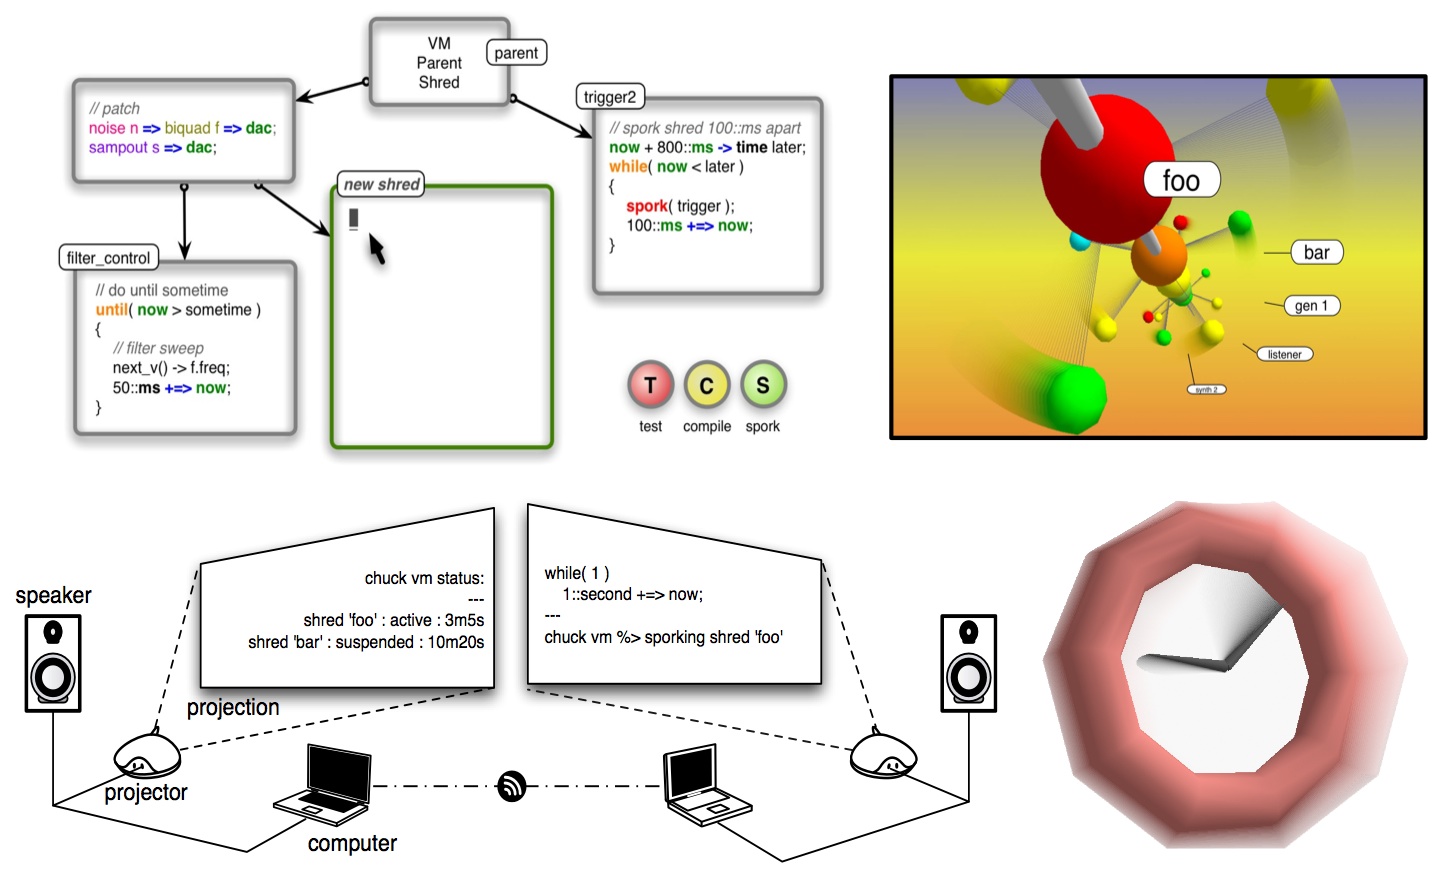 VM
Parent
Shred
parent
// patch
noise n => biquad f => dac;
sampout s => dac;
trigger2
// spork shred 100::ms apart
now + 800::ms -> time later;
while( now < later )
{
spork( trigger );
100::ms +=> now;
}
new shred
filter_control
// do until sometime
until( now > sometime )
{
// filter sweep
next_v() -> f.freq;
50::ms +=> now;
}
T
C
S
test
compile
spork
foo
bar
gen 1
listener
synth 2
speaker
chuck vm status:
---
shred 'foo' : active : 3m5s
shred 'bar' : suspended : 10m20s
while( 1 )
1::second +=> now;
---
chuck vm %> sporking shred 'foo'
projection
projector
computer